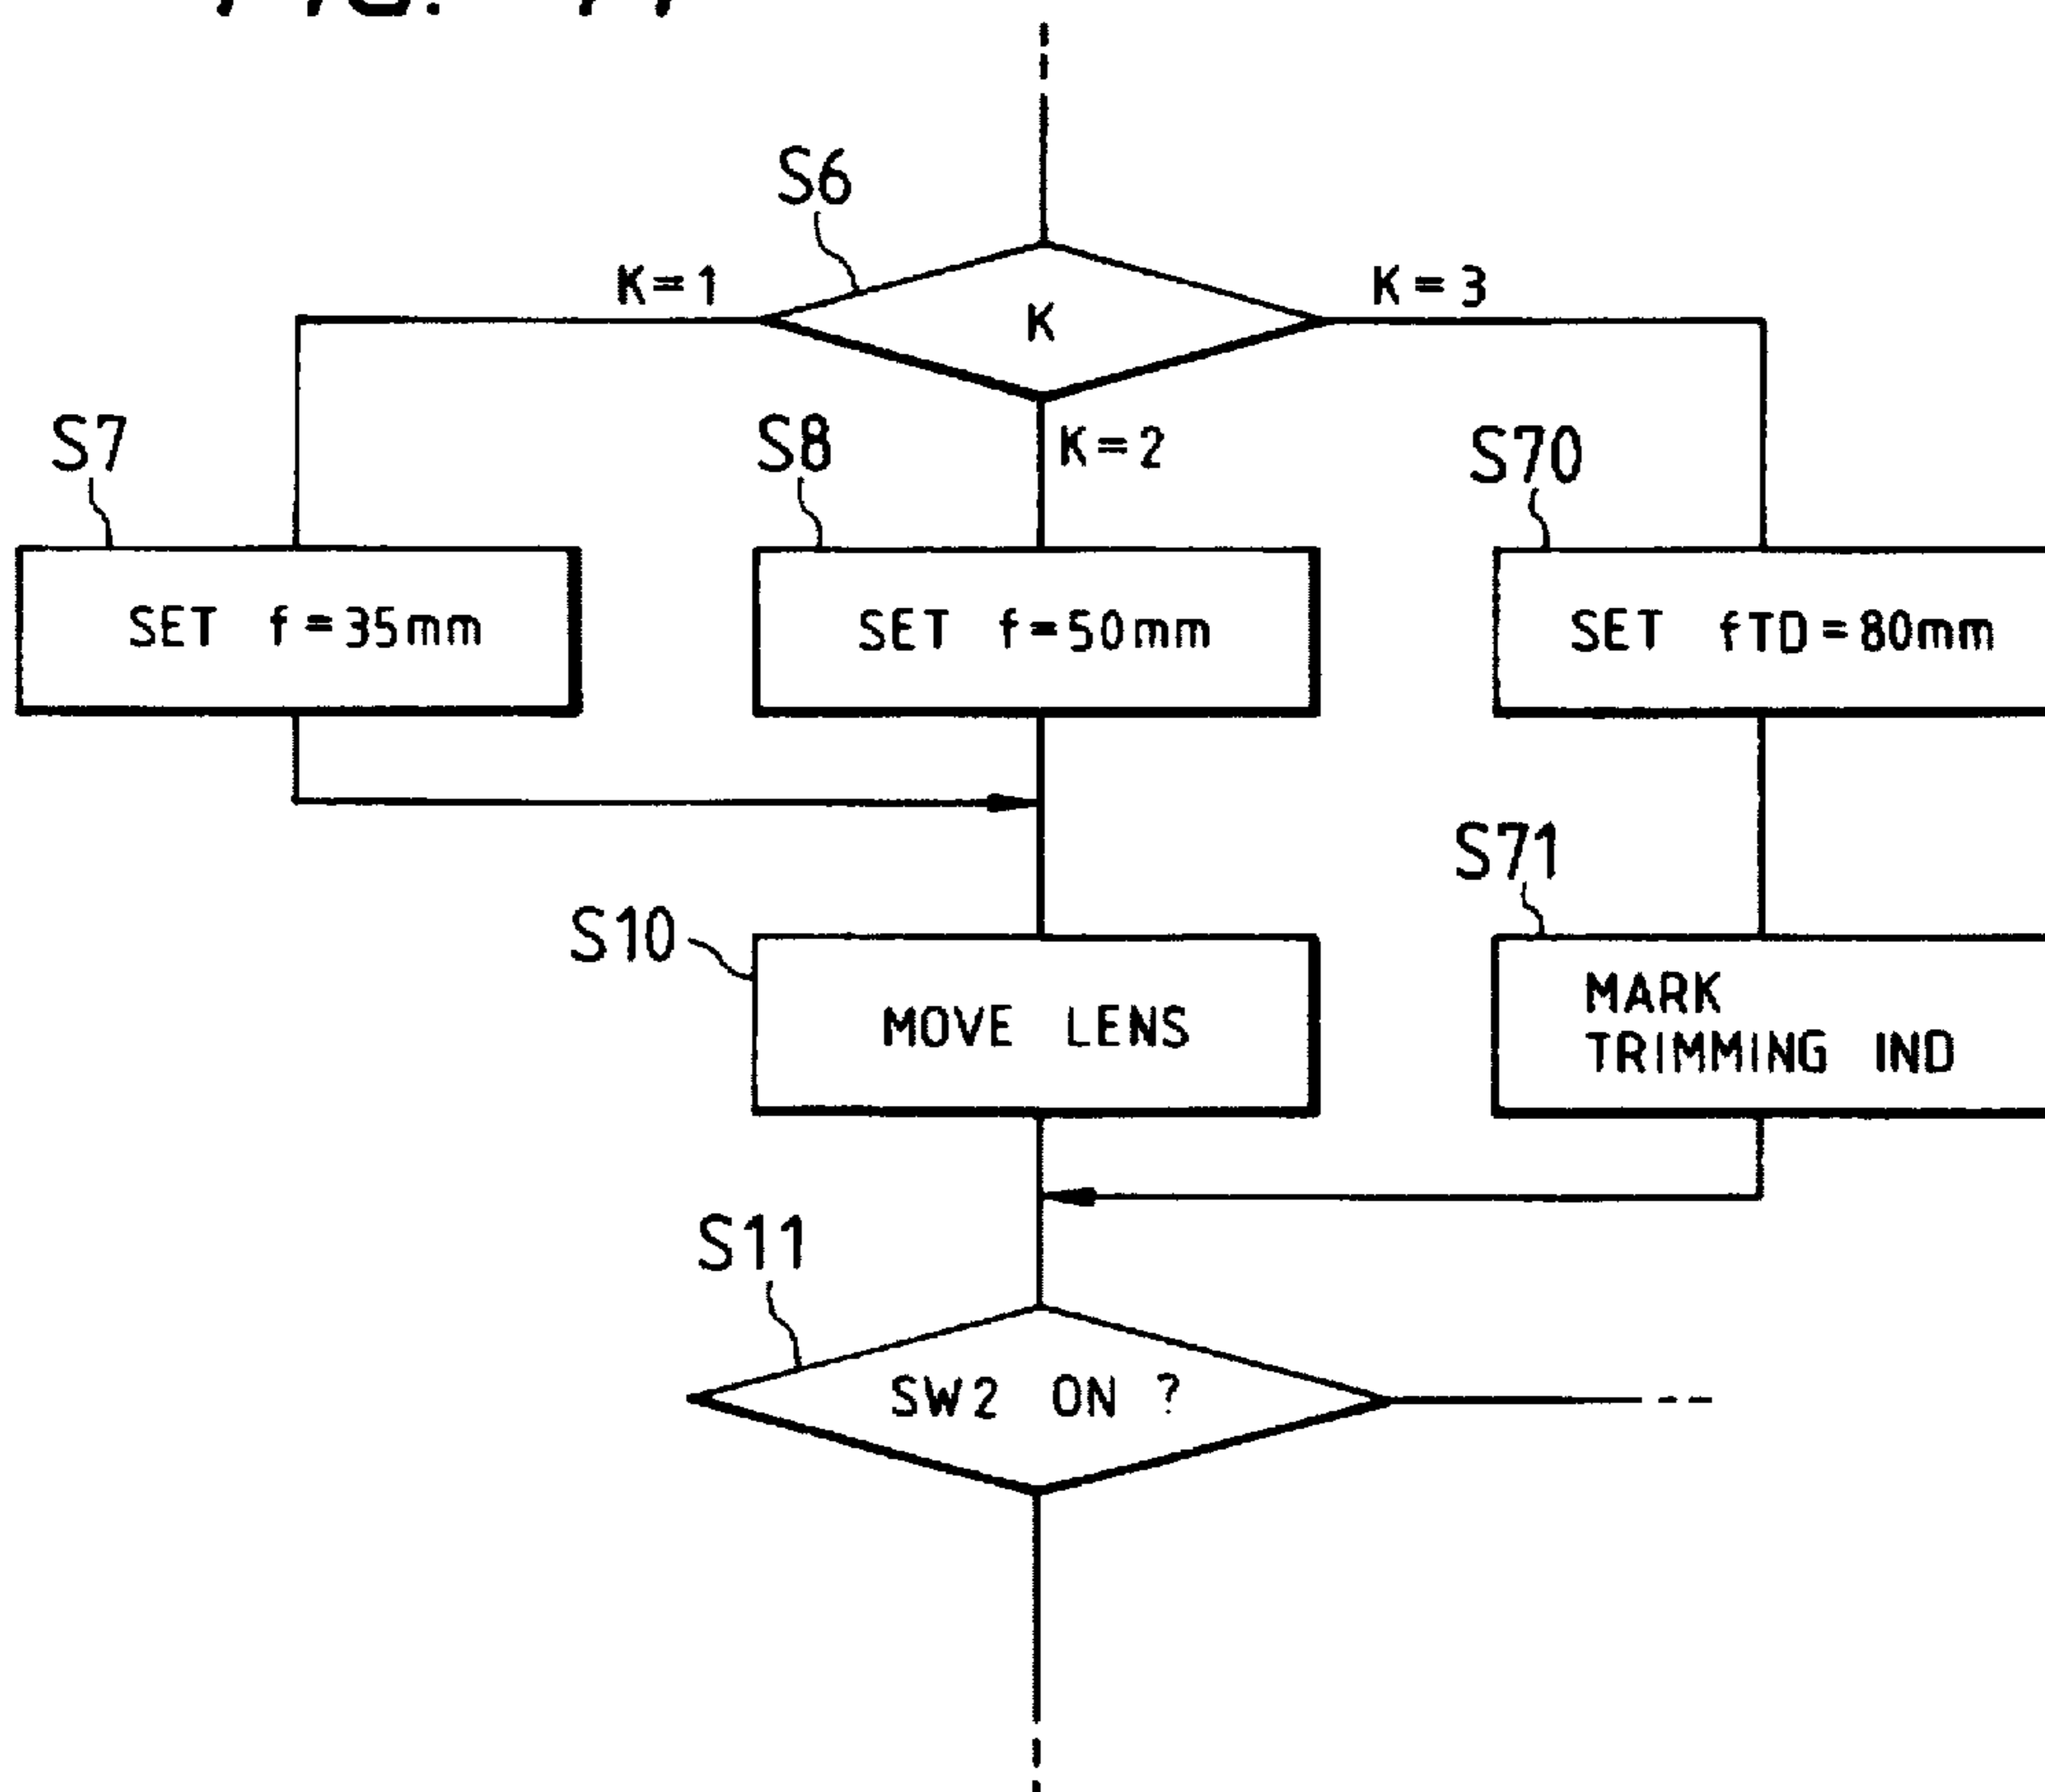 S6
K=1
K
K=3
S7
S8
K=2
S70
SET f=35mm
SET f=50mm
SET fTD=80mm
S71
S10
MOVE LENS
MARK
TRIMMING IND
S11
SW2 ON ?